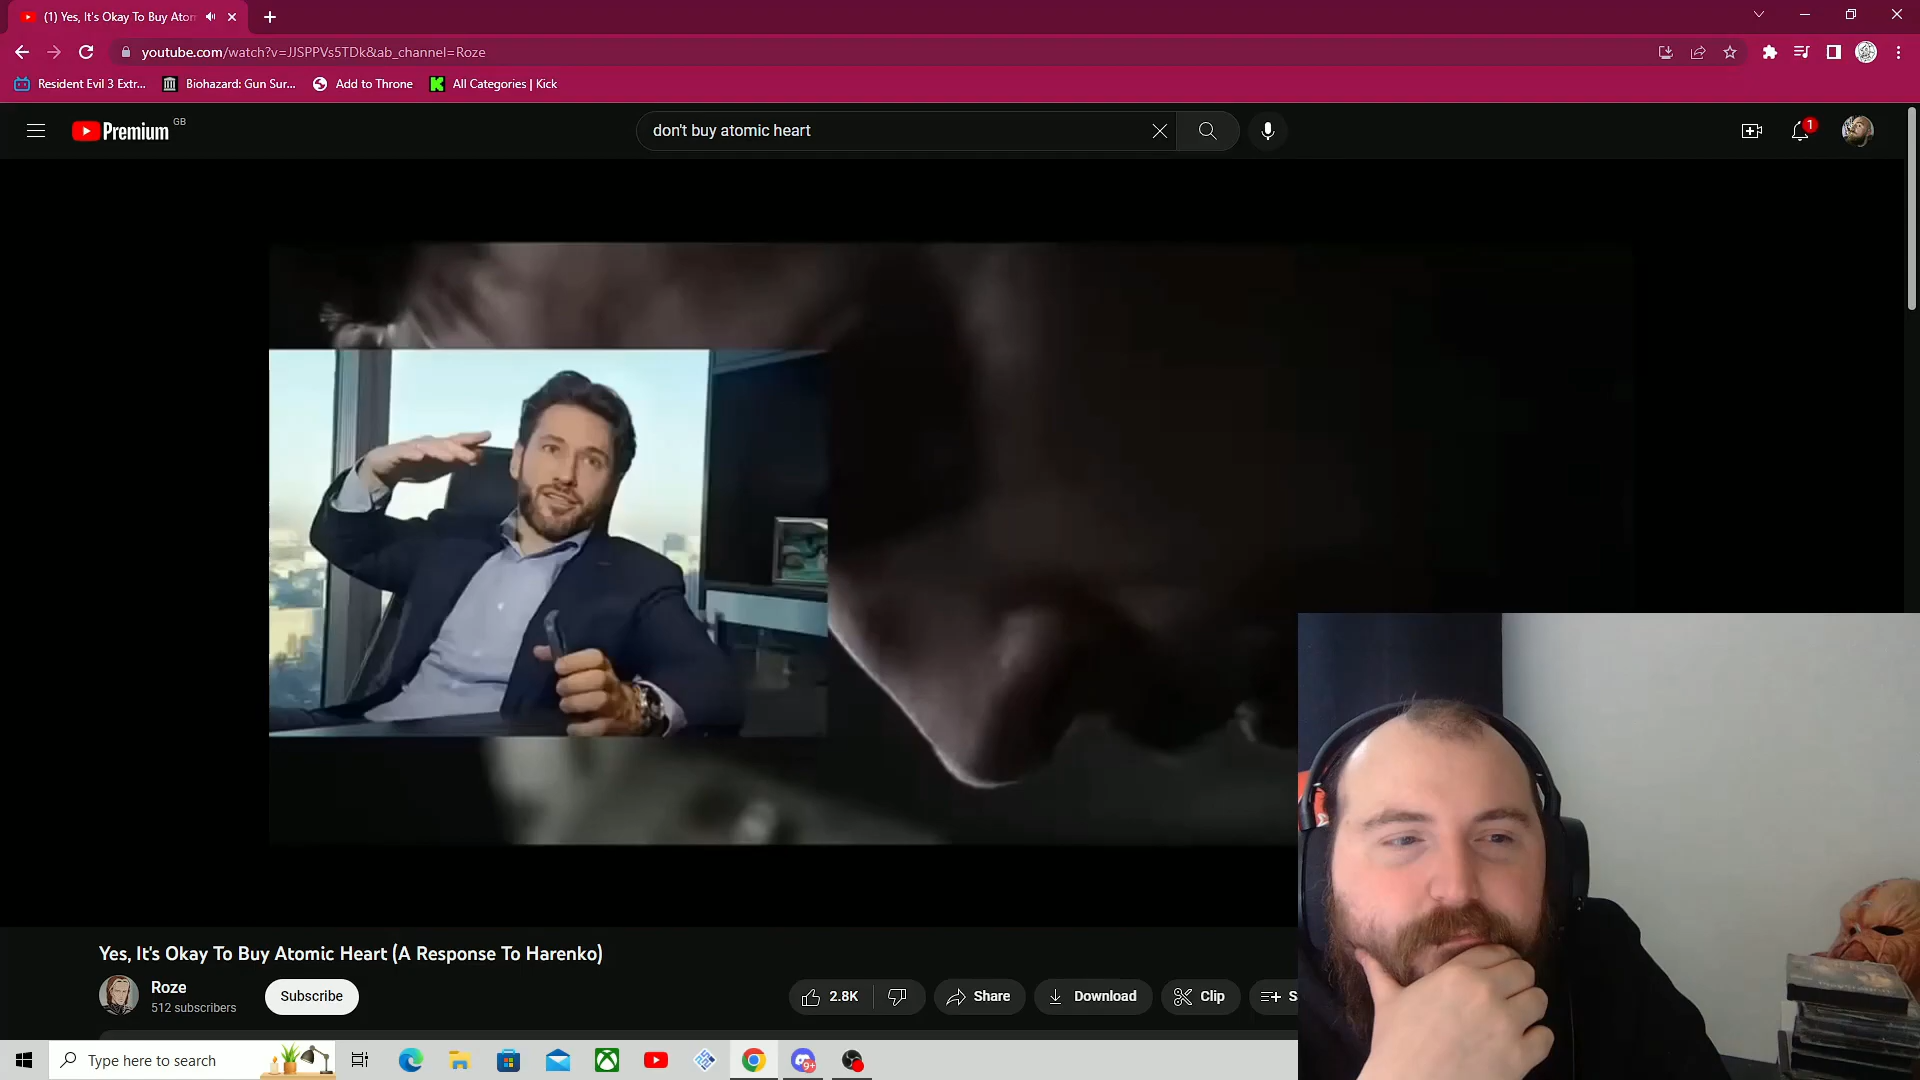 (1) Yes, It's Okay To Buy Atom
youtube.com/watch?v=JJSPPVs5TDk&ab_channel=Roze
Resident Evil 3 Extr...
Biohazard: Gun Sur...
Add to Throne
All Categories | Kick
Premium GB
don't buy atomic heart
1
Yes, It's Okay To Buy Atomic Heart (A Response To Harenko)
Roze
512 subscribers
Subscribe
2.8K
Share
Download
Clip
S
Type here to search
9+